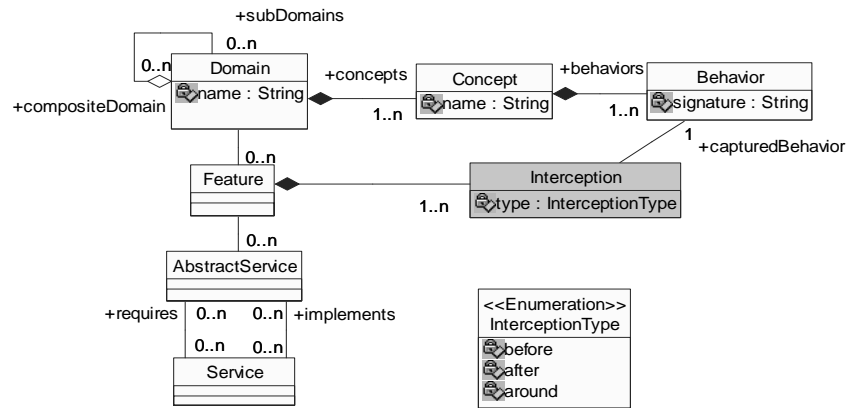 +subDomains
0..n
0..n
Domain
name : String
+compositeDomain
+concepts
1..n
Concept
name : String
+behaviors
1..n
Behavior
signature : String
1
+capturedBehavior
0..n
Feature
1..n
Interception
type : InterceptionType
0..n
AbstractService
+requires
0..n
0..n
+implements
0..n
0..n
Service
<<Enumeration>>
InterceptionType
before
after
around